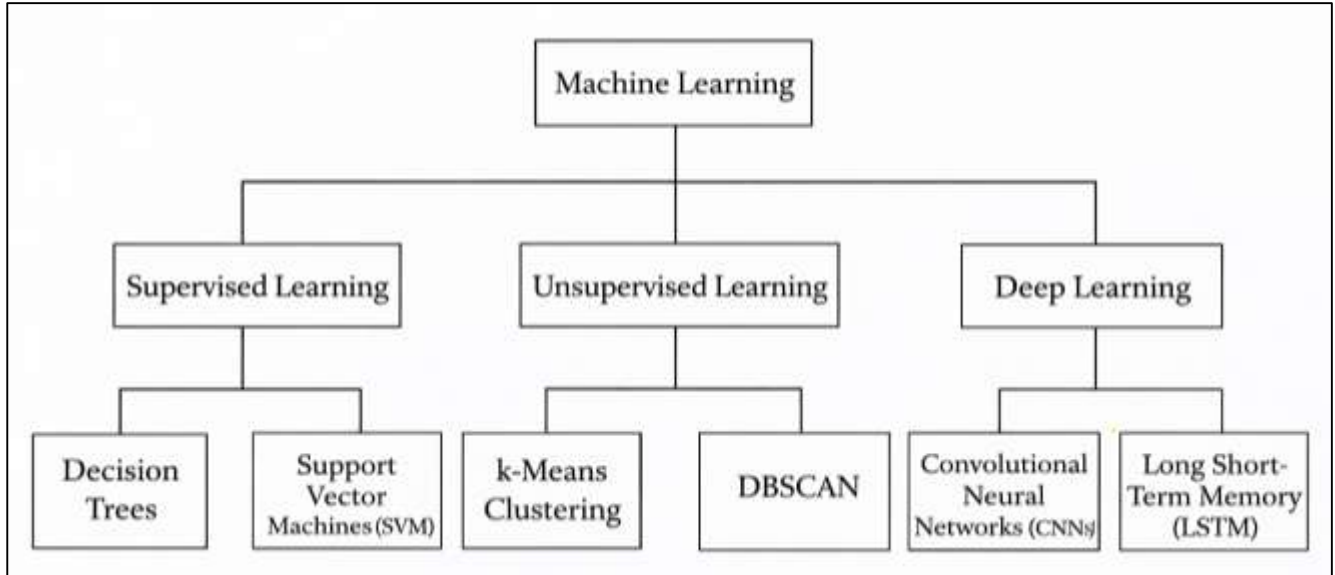 Machine Learning
Supervised Learning
Unsupervised Learning
Deep Learning
Decision
Trees
Support
Vector
Machines (SVM)
k-Means
Clustering
DBSCAN
Convolutional
Neural
Networks (CNNs)
Long Short-
Term Memory
(LSTM)